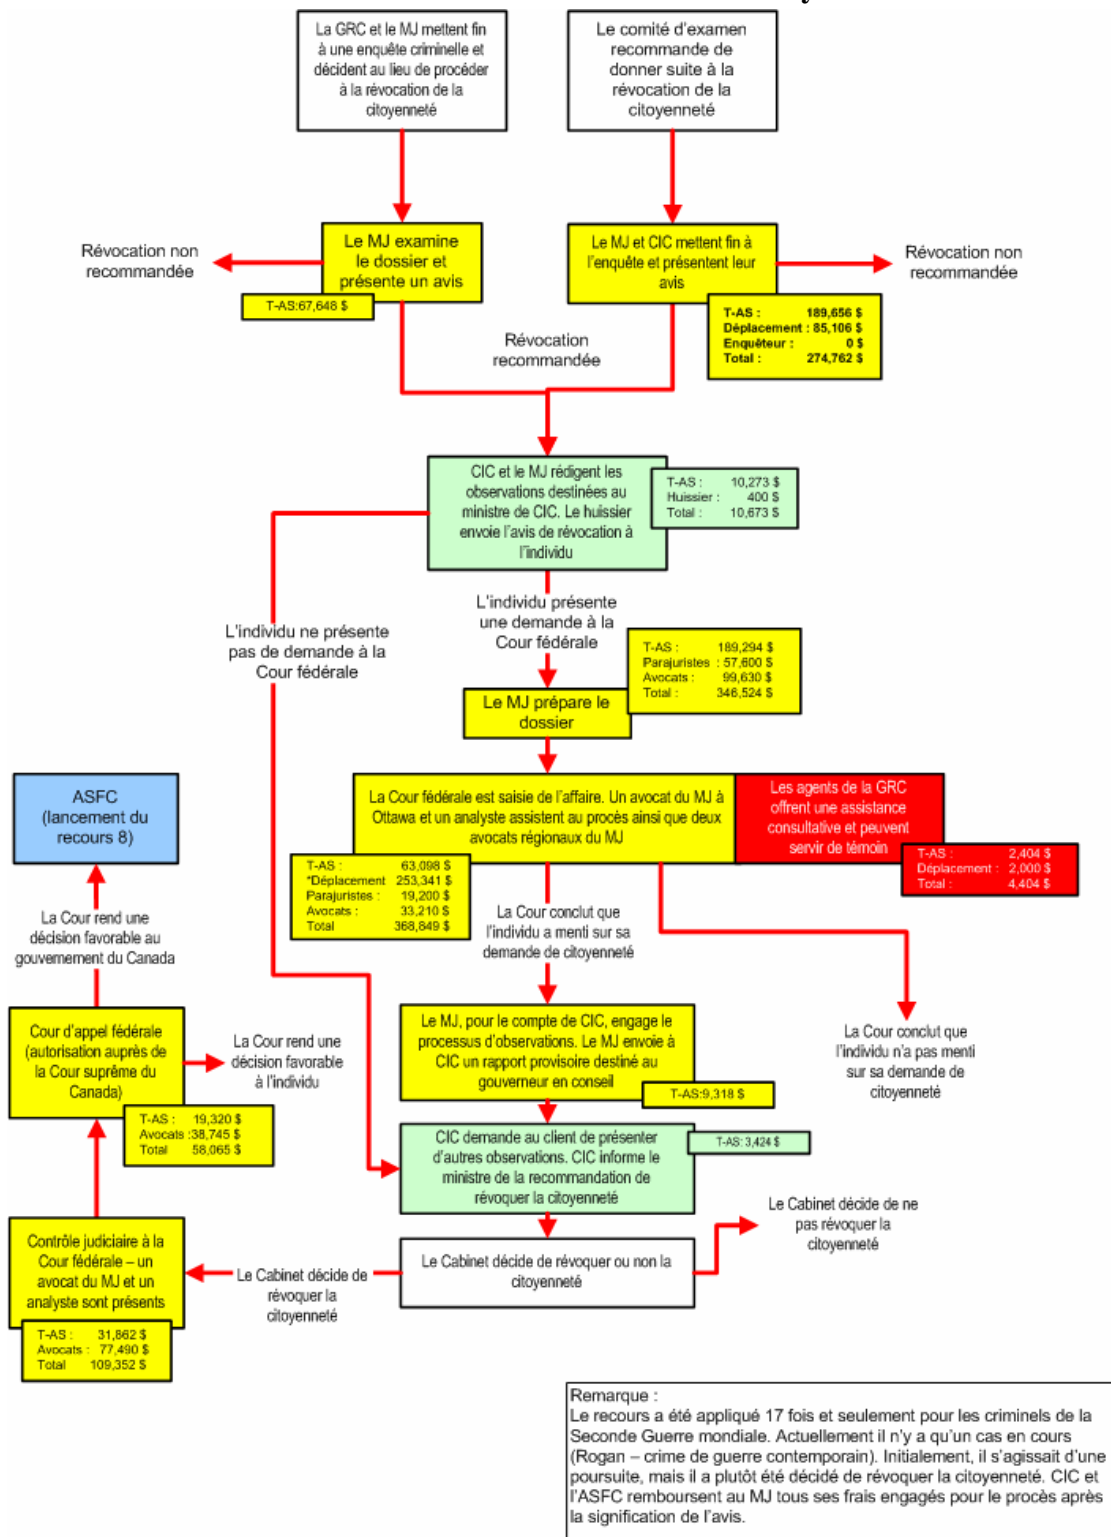 La GRC et le MJ mettent fin
à une enquête criminelle et
décident au lieu de procéder
à la révocation de la
citoyenneté
Le comité d'examen
recommande de
donner suite à la
révocation de la
citoyenneté
Révocation non
recommandée
Le MJ examine
le dossier et
présente un avis
T-AS:67,648 $
Le MJ et CIC mettent fin à
l'enquête et présentent leur
avis
Révocation non
recommandée
T-AS : 189,656 $
Déplacement : 85,106 $
Enquêteur : 0 $
Total : 274,762 $
Révocation
recommandée
CIC et le MJ rédigent les
observations destinées au
ministre de CIC. Le huissier
envoie l'avis de révocation à
l'individu
T-AS : 10,273 $
Huissier : 400 $
Total : 10,673 $
L'individu ne présente
pas de demande à la
Cour fédérale
L'individu présente
une demande à la
Cour fédérale
T-AS : 189,294 $
Parajuristes : 57,600 $
Avocats : 99,630 $
Total : 346,524 $
Le MJ prépare le
dossier
ASFC
(lancement du
recours 8)
La Cour fédérale est saisie de l'affaire. Un avocat du MJ à
Ottawa et un analyste assistent au procès ainsi que deux
avocats régionaux du MJ
Les agents de la GRC
offrent une assistance
consultative et peuvent
servir de témoin
T-AS : 2,404 $
Déplacement : 2,000 $
Total : 4,404 $
T-AS : 63,098 $
*Déplacement 253,341 $
Parajuristes : 19,200 $
Avocats : 33,210 $
Total 368,849 $
La Cour rend une
décision favorable au
gouvernement du Canada
La Cour conclut que
l'individu a menti sur sa
demande de citoyenneté
Cour d'appel fédérale
(autorisation auprès de
la Cour suprême du
Canada)
T-AS : 19,320 $
Avocats :38,745 $
Total 58,065 $
La Cour rend une
décision favorable
à l'individu
Le MJ, pour le compte de CIC, engage le
processus d'observations. Le MJ envoie à
CIC un rapport provisoire destiné au
gouverneur en conseil
T-AS:9,318 $
La Cour conclut que
l'individu n'a pas menti
sur sa demande de
citoyenneté
CIC demande au client de présenter
d'autres observations. CIC informe le
ministre de la recommandation de
révoquer la citoyenneté
T-AS: 3,424 $
Le Cabinet décide de ne
pas révoquer la
citoyenneté
Contrôle judiciaire à la
Cour fédérale – un
avocat du MJ et un
analyste sont présents
T-AS : 31,862 $
Avocats : 77,490 $
Total 109,352 $
Le Cabinet décide de
révoquer la
citoyenneté
Le Cabinet décide de révoquer ou non la
citoyenneté
Remarque :
Le recours a été appliqué 17 fois et seulement pour les criminels de la
Seconde Guerre mondiale. Actuellement il n'y a qu'un cas en cours
(Rogan – crime de guerre contemporain). Initialement, il s'agissait d'une
poursuite, mais il a plutôt été décidé de révoquer la citoyenneté. CIC et
l'ASFC remboursent au MJ tous ses frais engagés pour le procès après
la signification de l'avis.